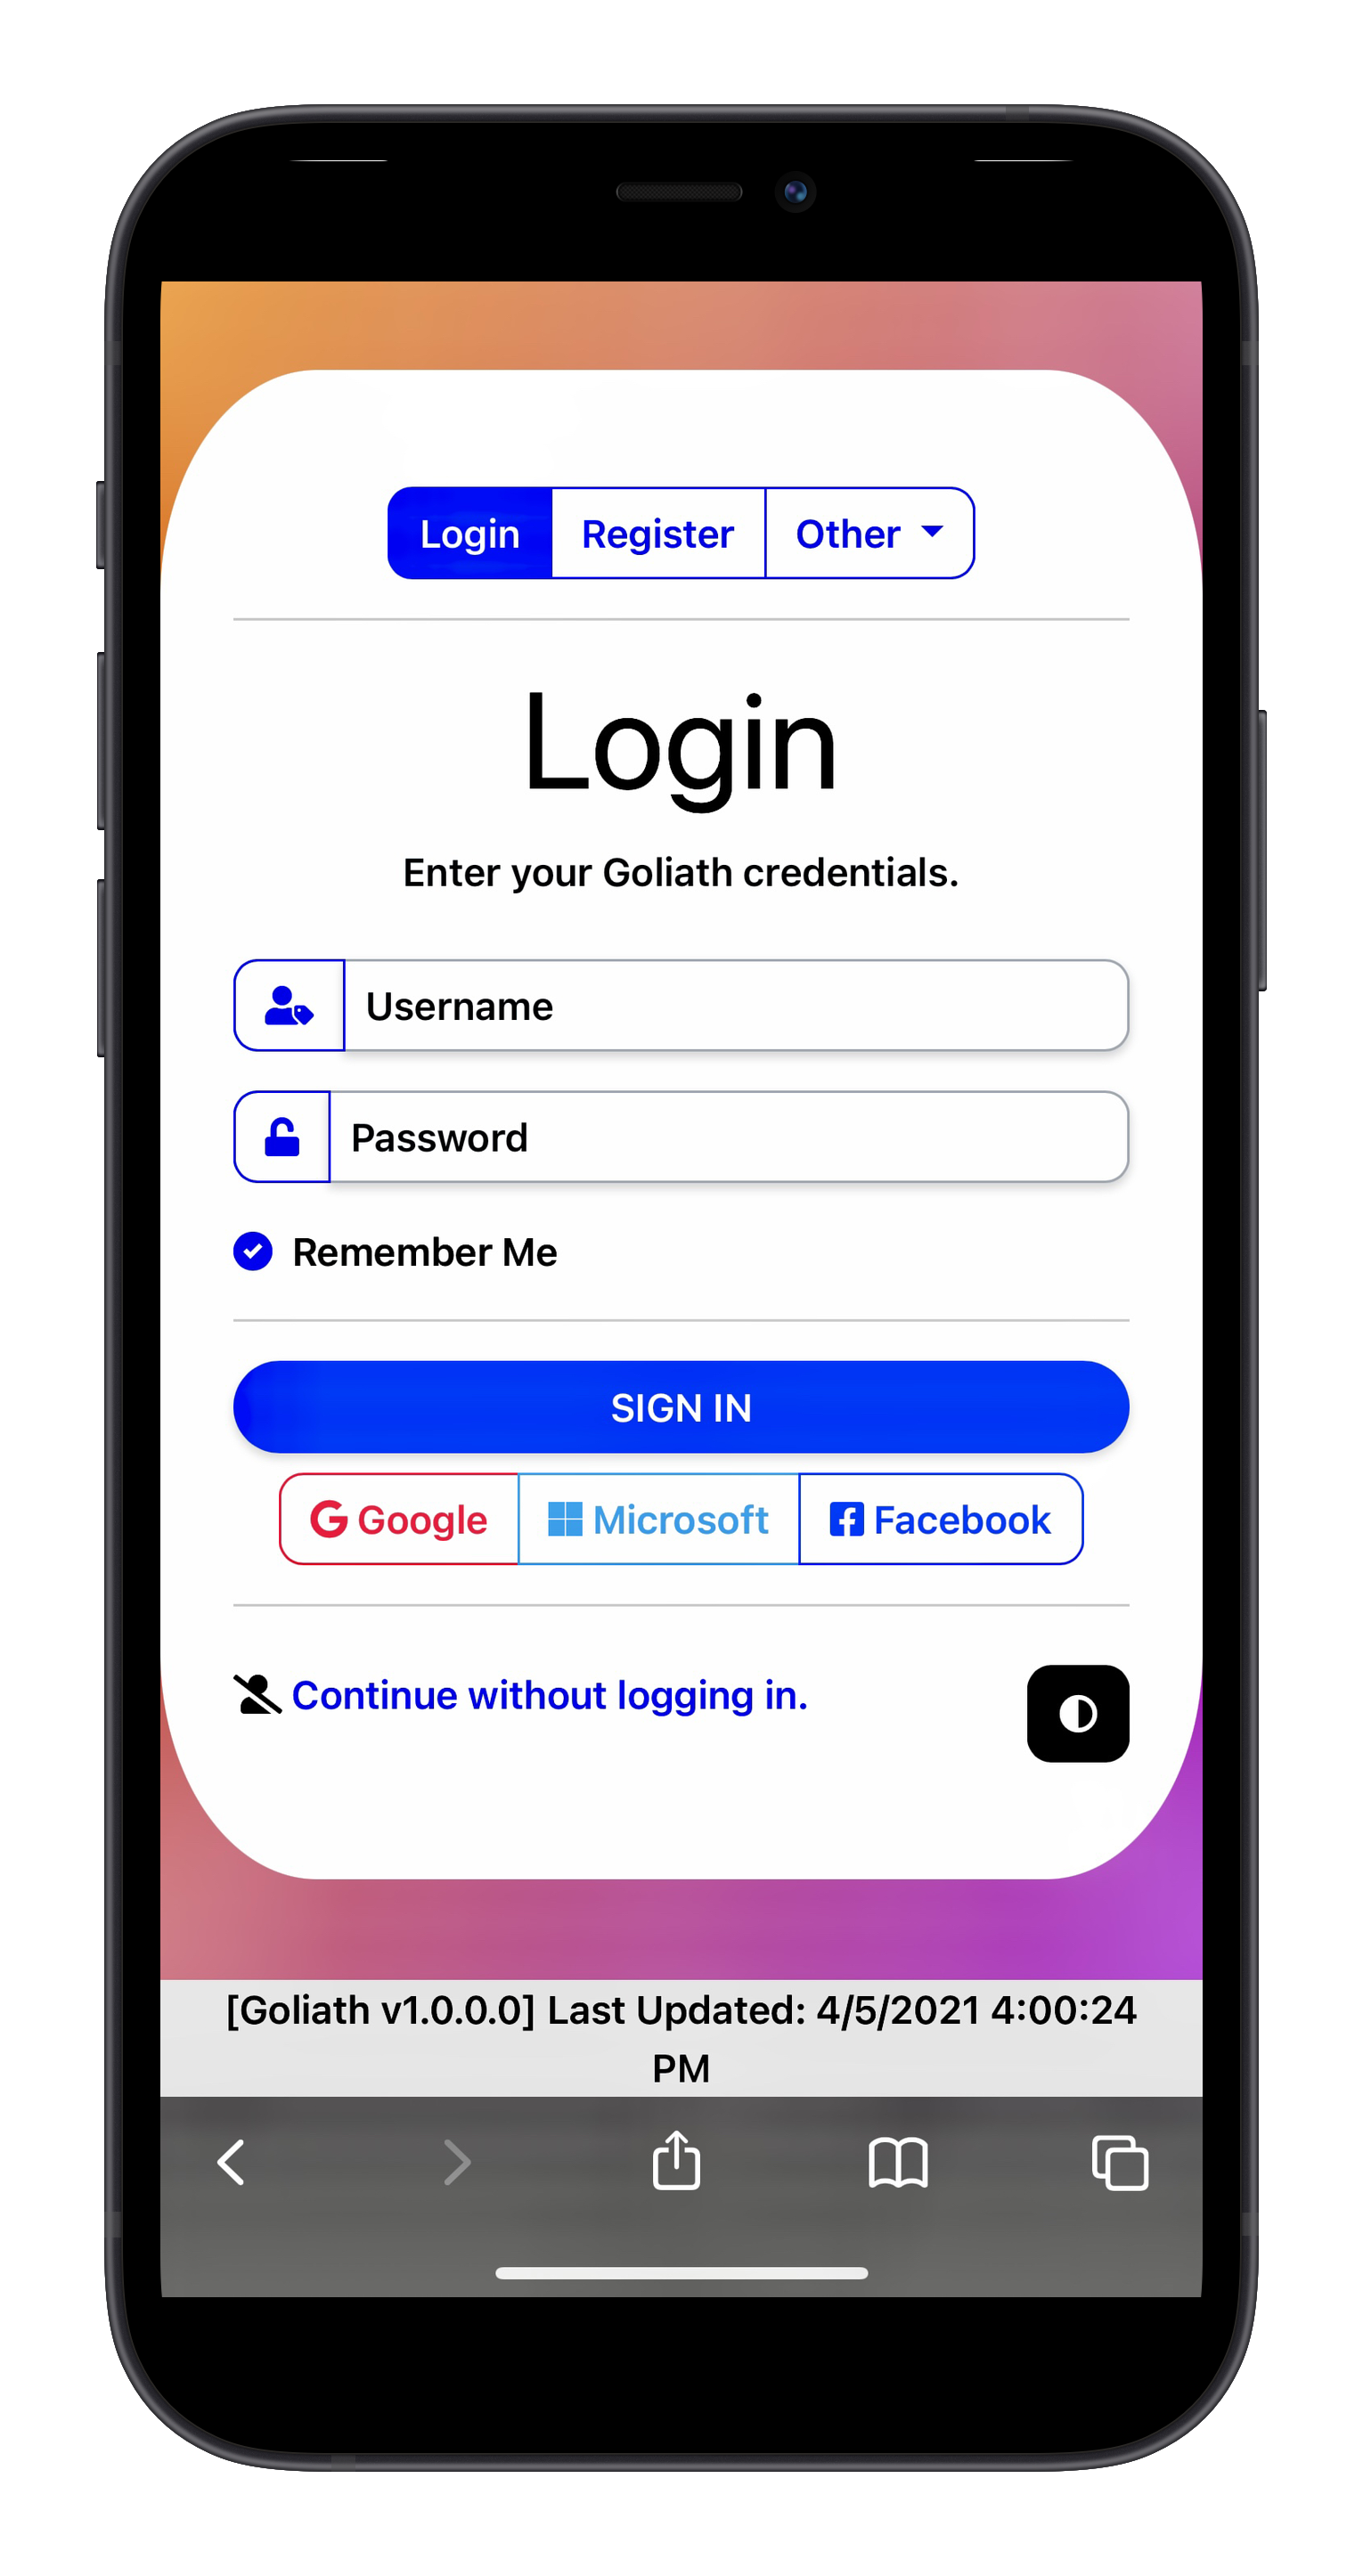 Login Register Other
Login
Enter your Goliath credentials.
Username
Password
Remember Me
SIGN IN
Google Microsoft Facebook
Continue without logging in.
[Goliath v1.0.0.0] Last Updated: 4/5/2021 4:00:24
PM